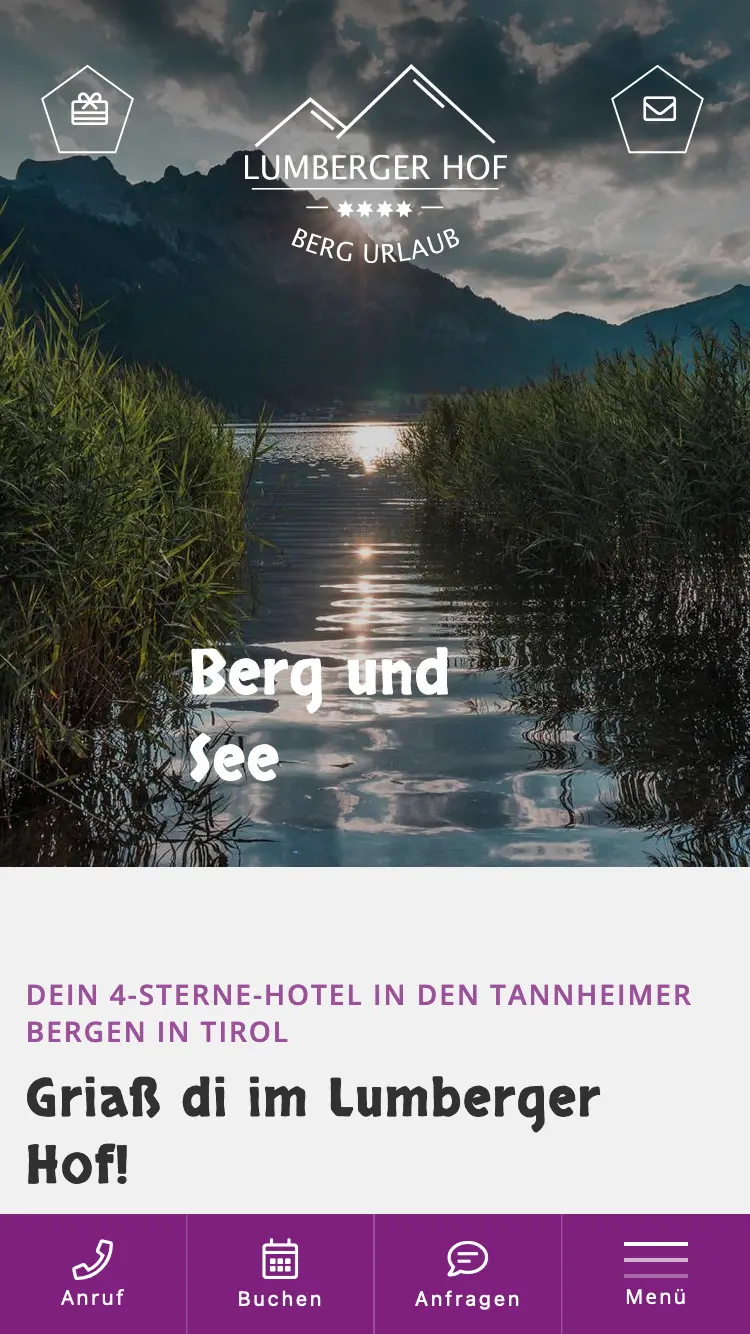 LUMBERGER HOF
BERG URLAUB
Berg und
See
DEIN 4-STERNE-HOTEL IN DEN TANNHEIMER
BERGEN IN TIROL
Griaß di im Lumberger
Hof!
Anruf
Buchen
Anfragen
Menü